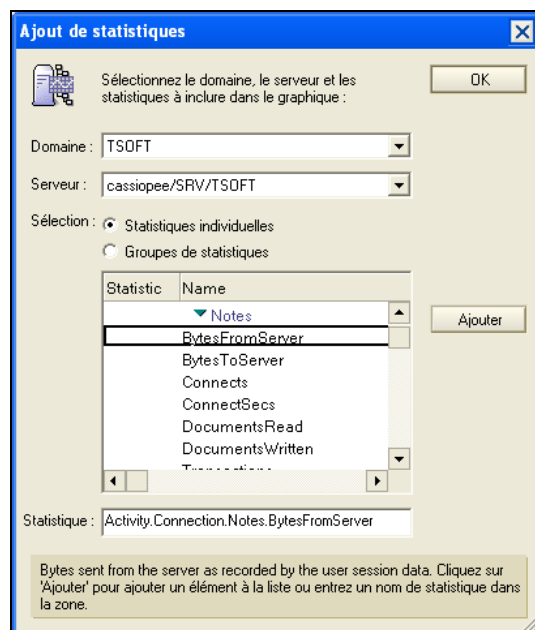 Ajout de statistiques
Sélectionnez le domaine, le serveur et les
statistiques à inclure dans le graphique :
OK
Domaine : TSOFT
Serveur : cassiopee/SRV/TSOFT
Sélection : Statistiques individuelles
Groupes de statistiques
Statistic Name
Notes
BytesFromServer
Ajouter
BytesToServer
Connects
ConnectSecs
DocumentsRead
DocumentsWritten
Statistique : Activity.Connection.Notes.BytesFromServer
Bytes sent from the server as recorded by the user session data. Cliquez sur
'Ajouter' pour ajouter un élément à la liste ou entrez un nom de statistique dans
la zone.